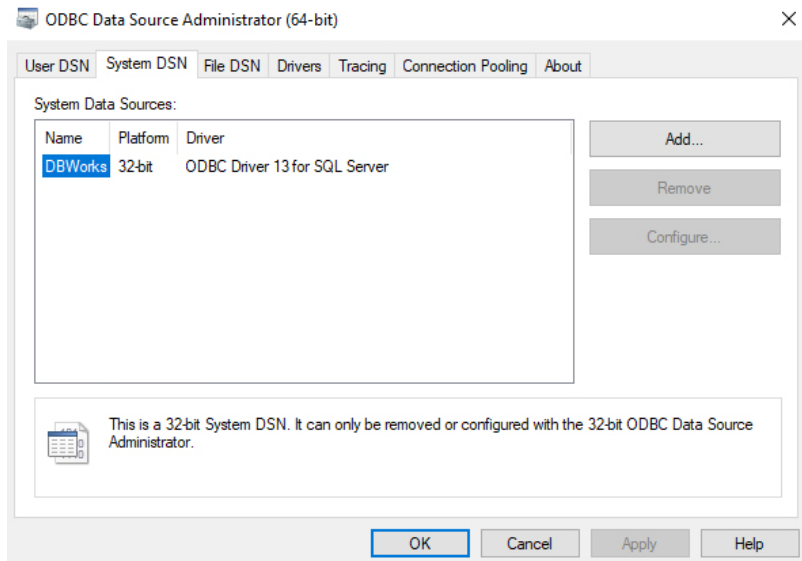 ODBC Data Source Administrator (64-bit)
User DSN System DSN File DSN Drivers Tracing Connection Pooling About
System Data Sources:
Name Platform Driver
DBWorks 32-bit ODBC Driver 13 for SQL Server
Add...
Remove
Configure...
This is a 32-bit System DSN. It can only be removed or configured with the 32-bit ODBC Data Source
Administrator.
OK Cancel Apply Help